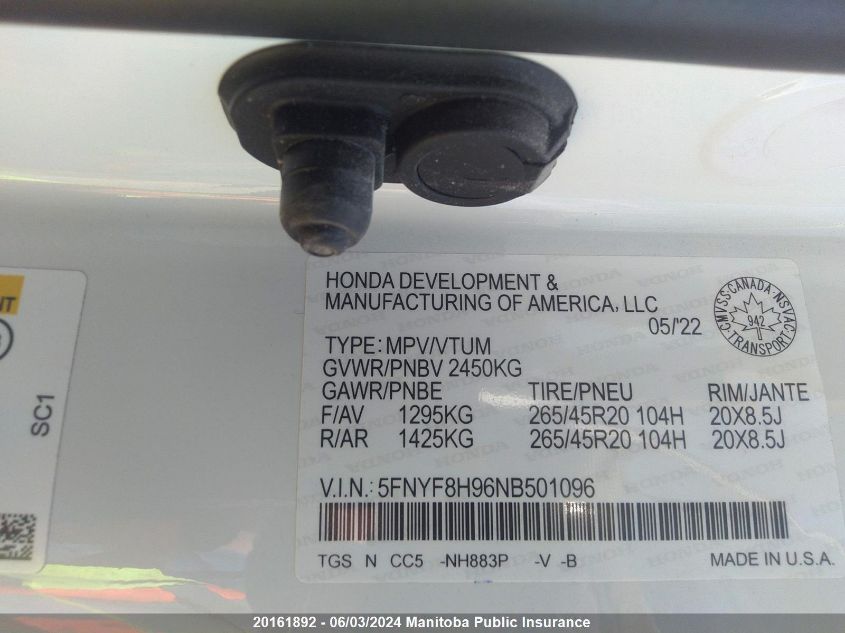 HONDA DEVELOPMENT &
MANUFACTURING OF AMERICA, LLC
05/'22
CMVSS CANADA NSVAC
942
TRANSPORT
TYPE: MPV/VTUM
GVWR/PNBV 2450KG
GAWR/PNBE TIRE/PNEU RIM/JANTE
F/AV 1295KG 265/45R20 104H 20X8.5J
R/AR 1425KG 265/45R20 104H 20X8.5J
V.I.N.: 5FNYF8H96NB501096
TGS N CC5 -NH883P -V -B MADE IN U.S.A.
SC1
20161892 - 06/03/2024 Manitoba Public Insurance